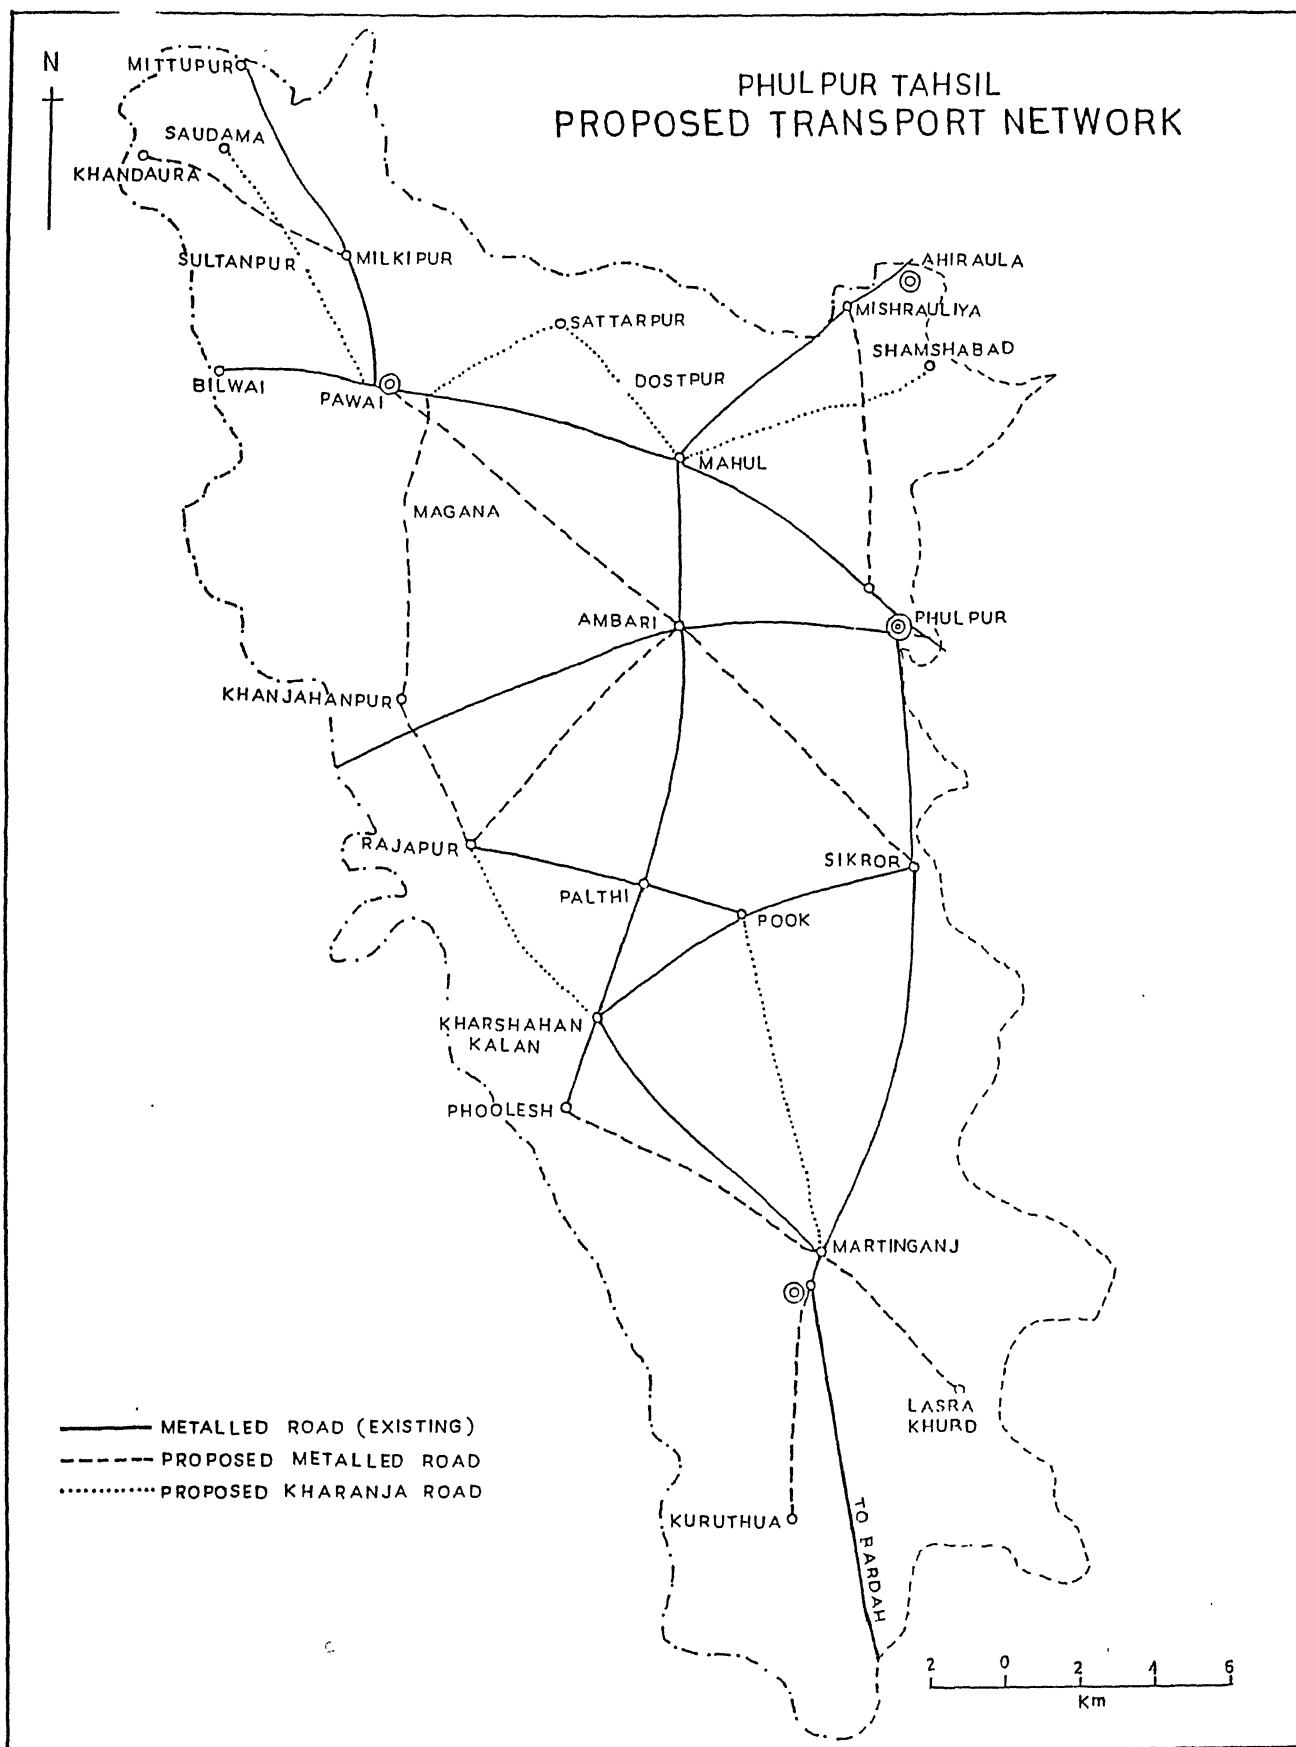 N
PHULPUR TAHSIL
PROPOSED TRANSPORT NETWORK
MITTUPUR
SAUDAMA
KHANDAURA
SULTANPUR
MILKIPUR
AHIRAULA
MISHRAULIYA
SATTARPUR
SHAMSHABAD
DOSTPUR
BILWAI
PAWAI
MAHUL
MAGANA
AMBARI
PHULPUR
KHANJAHANPUR
RAJAPUR
SIKROR
PALTHI
POOK
KHARSHAHAN
KALAN
PHOOLESH
MARTINGANJ
LASRA
KHURD
METALLED ROAD (EXISTING)
PROPOSED METALLED ROAD
PROPOSED KHARANJA ROAD
KURUTHUA
TO RARDAH
2 0 2 4 6
Km